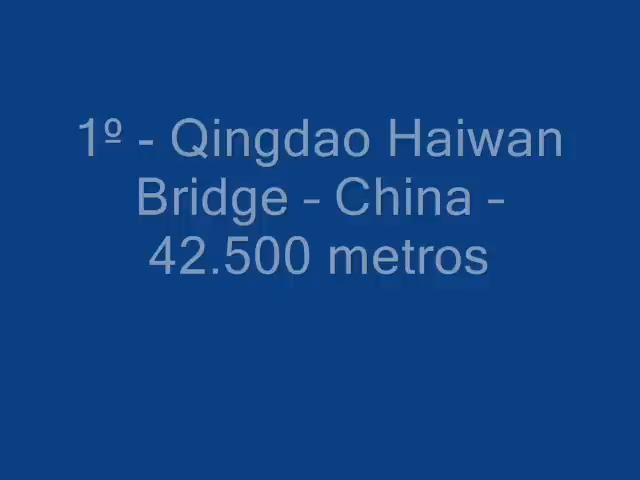 1º - Qingdao Haiwan
Bridge – China –
42.500 metros